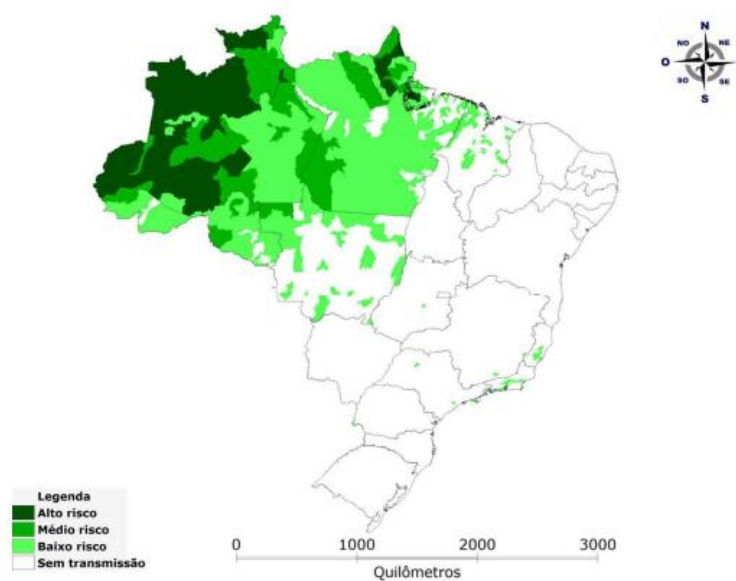 N
NO NE
O
SO SE
S
Legenda
Alto risco
Médio risco
Baixo risco
Sem transmissão
0 1000 2000 3000
Quilômetros